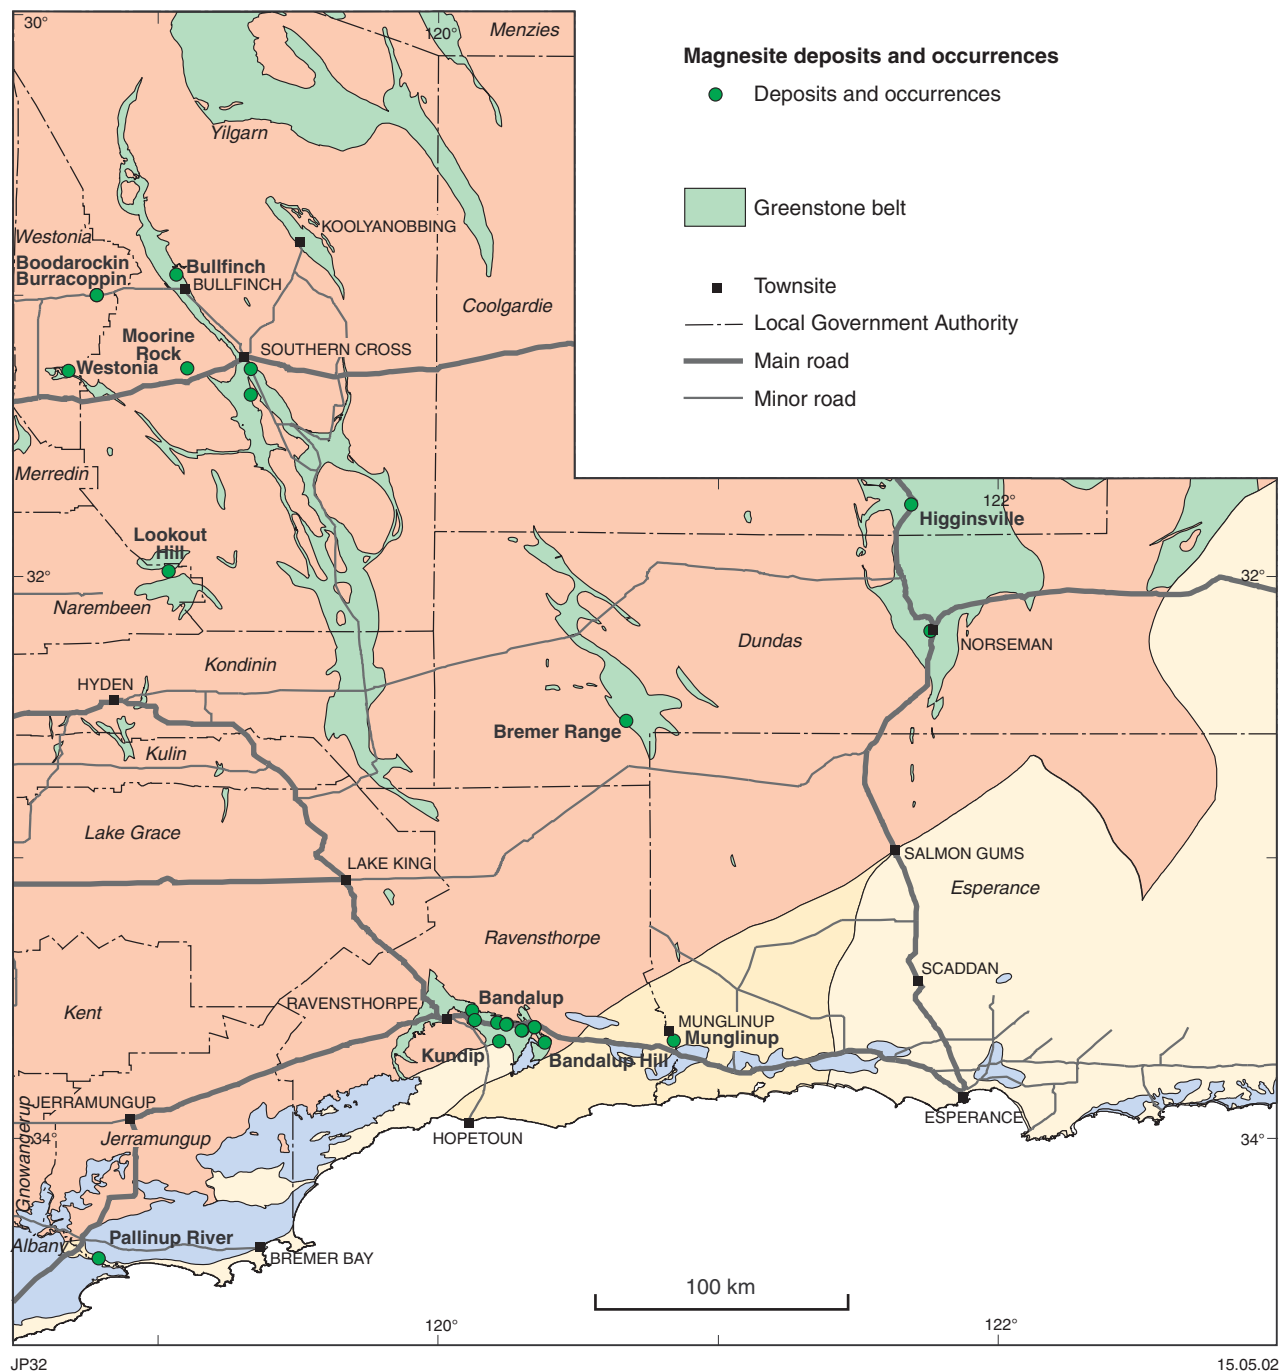 30°
120°
Menzies
Magnesite deposits and occurrences
Deposits and occurrences
Yilgarn
Greenstone belt
KOOLYANOBBING
Westonia
Boodarockin
Burracoppin
Bullfinch
BULLFINCH
Townsite
Coolgardie
Local Government Authority
Moorine
Rock
SOUTHERN CROSS
Main road
Westonia
Minor road
Merredin
122°
Higginsville
Lookout
Hill
32°
32°
Narembeen
Dundas
NORSEMAN
Kondinin
HYDEN
Bremer Range
Kulin
Lake Grace
LAKE KING
SALMON GUMS
Esperance
Ravensthorpe
SCADDAN
RAVENSTHORPE
Bandalup
Kent
MUNGLINUP
Munglinup
Kundip
Bandalup Hill
JERRAMUNGUP
ESPERANCE
Gnowangerup
34°
Jerramungup
HOPETOUN
34°
Pallinup River
Albany
BREMER BAY
100 km
120°
122°
JP32
15.05.02